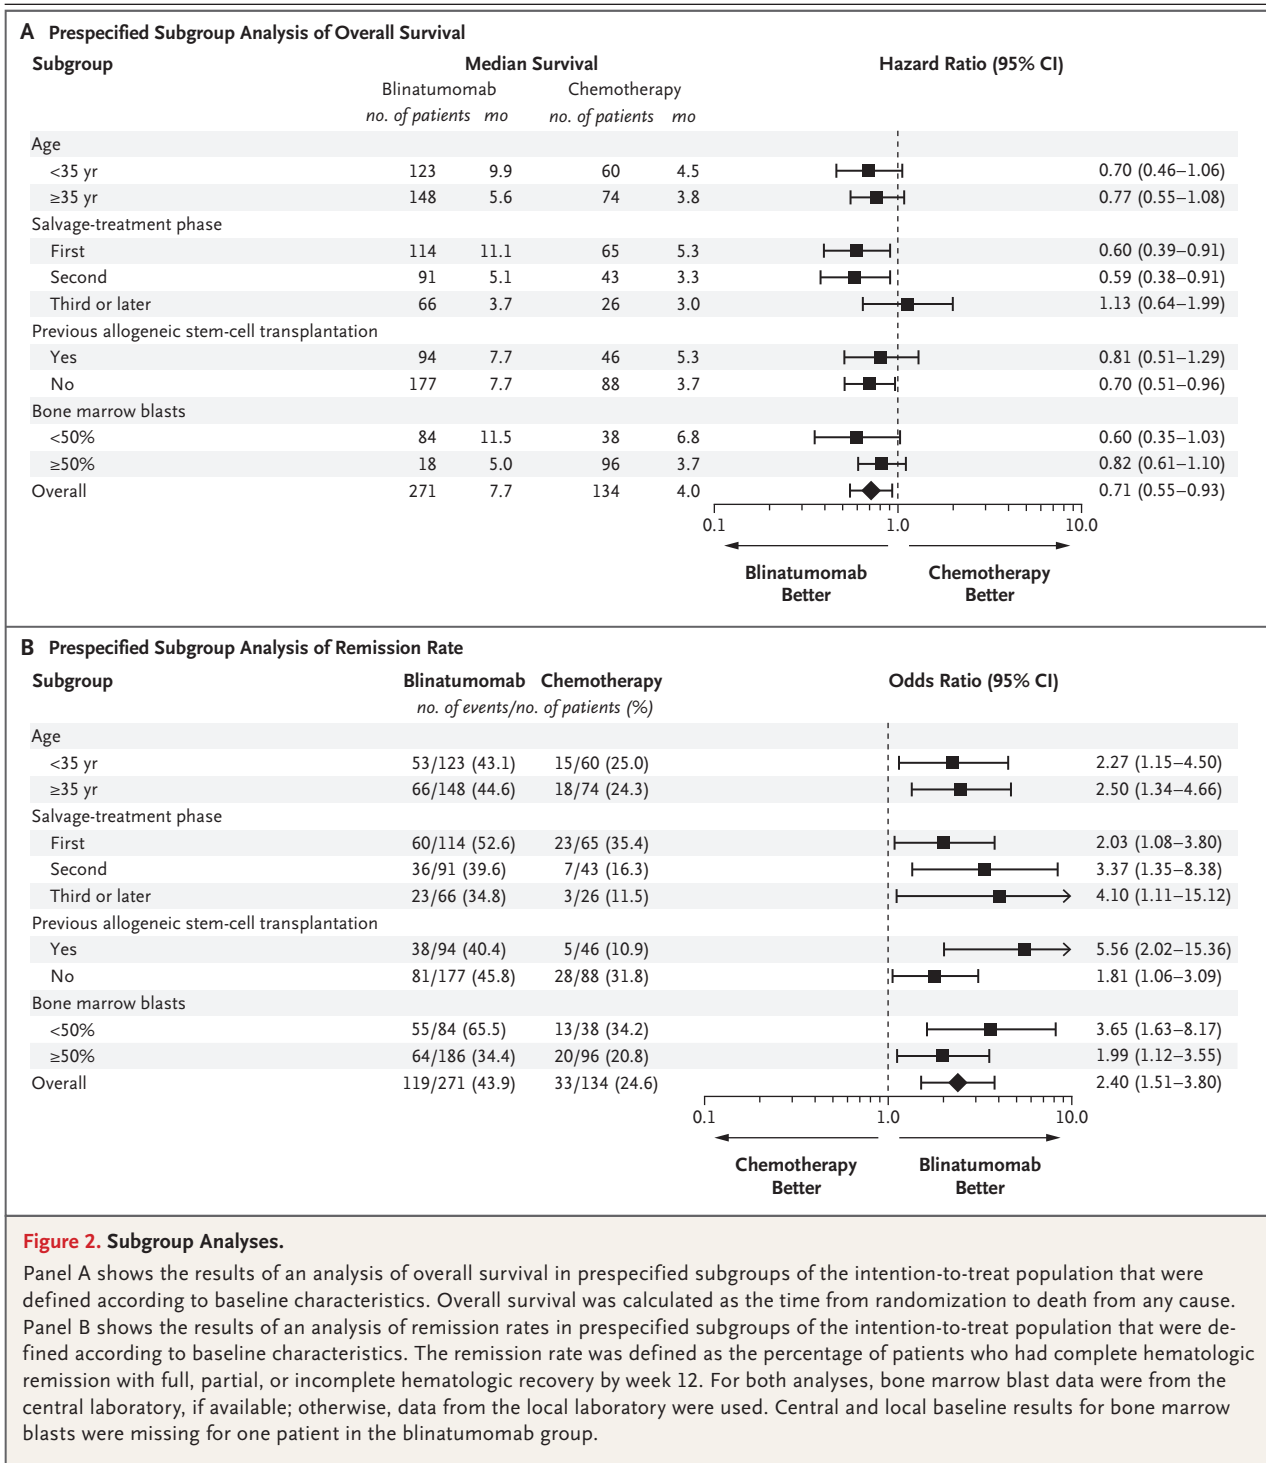 A Prespecified Subgroup Analysis of Overall Survival
Subgroup Median Survival Hazard Ratio (95% CI)
Blinatumomab Chemotherapy
no. of patients mo no. of patients mo
Age
<35 yr 123 9.9 60 4.5 0.70 (0.46–1.06)
≥35 yr 148 5.6 74 3.8 0.77 (0.55–1.08)
Salvage-treatment phase
First 114 11.1 65 5.3 0.60 (0.39–0.91)
Second 91 5.1 43 3.3 0.59 (0.38–0.91)
Third or later 66 3.7 26 3.0 1.13 (0.64–1.99)
Previous allogeneic stem-cell transplantation
Yes 94 7.7 46 5.3 0.81 (0.51–1.29)
No 177 7.7 88 3.7 0.70 (0.51–0.96)
Bone marrow blasts
<50% 84 11.5 38 6.8 0.60 (0.35–1.03)
≥50% 18 5.0 96 3.7 0.82 (0.61–1.10)
Overall 271 7.7 134 4.0 0.71 (0.55–0.93)
0.1 1.0 10.0
Blinatumomab Chemotherapy
Better Better
B Prespecified Subgroup Analysis of Remission Rate
Subgroup Blinatumomab Chemotherapy Odds Ratio (95% CI)
no. of events/no. of patients (%)
Age
<35 yr 53/123 (43.1) 15/60 (25.0) 2.27 (1.15–4.50)
≥35 yr 66/148 (44.6) 18/74 (24.3) 2.50 (1.34–4.66)
Salvage-treatment phase
First 60/114 (52.6) 23/65 (35.4) 2.03 (1.08–3.80)
Second 36/91 (39.6) 7/43 (16.3) 3.37 (1.35–8.38)
Third or later 23/66 (34.8) 3/26 (11.5) 4.10 (1.11–15.12)
Previous allogeneic stem-cell transplantation
Yes 38/94 (40.4) 5/46 (10.9) 5.56 (2.02–15.36)
No 81/177 (45.8) 28/88 (31.8) 1.81 (1.06–3.09)
Bone marrow blasts
<50% 55/84 (65.5) 13/38 (34.2) 3.65 (1.63–8.17)
≥50% 64/186 (34.4) 20/96 (20.8) 1.99 (1.12–3.55)
Overall 119/271 (43.9) 33/134 (24.6) 2.40 (1.51–3.80)
0.1 1.0 10.0
Chemotherapy Blinatumomab
Better Better
Figure 2. Subgroup Analyses.
Panel A shows the results of an analysis of overall survival in prespecified subgroups of the intention-to-treat population that were
defined according to baseline characteristics. Overall survival was calculated as the time from randomization to death from any cause.
Panel B shows the results of an analysis of remission rates in prespecified subgroups of the intention-to-treat population that were de-
fined according to baseline characteristics. The remission rate was defined as the percentage of patients who had complete hematologic
remission with full, partial, or incomplete hematologic recovery by week 12. For both analyses, bone marrow blast data were from the
central laboratory, if available; otherwise, data from the local laboratory were used. Central and local baseline results for bone marrow
blasts were missing for one patient in the blinatumomab group.